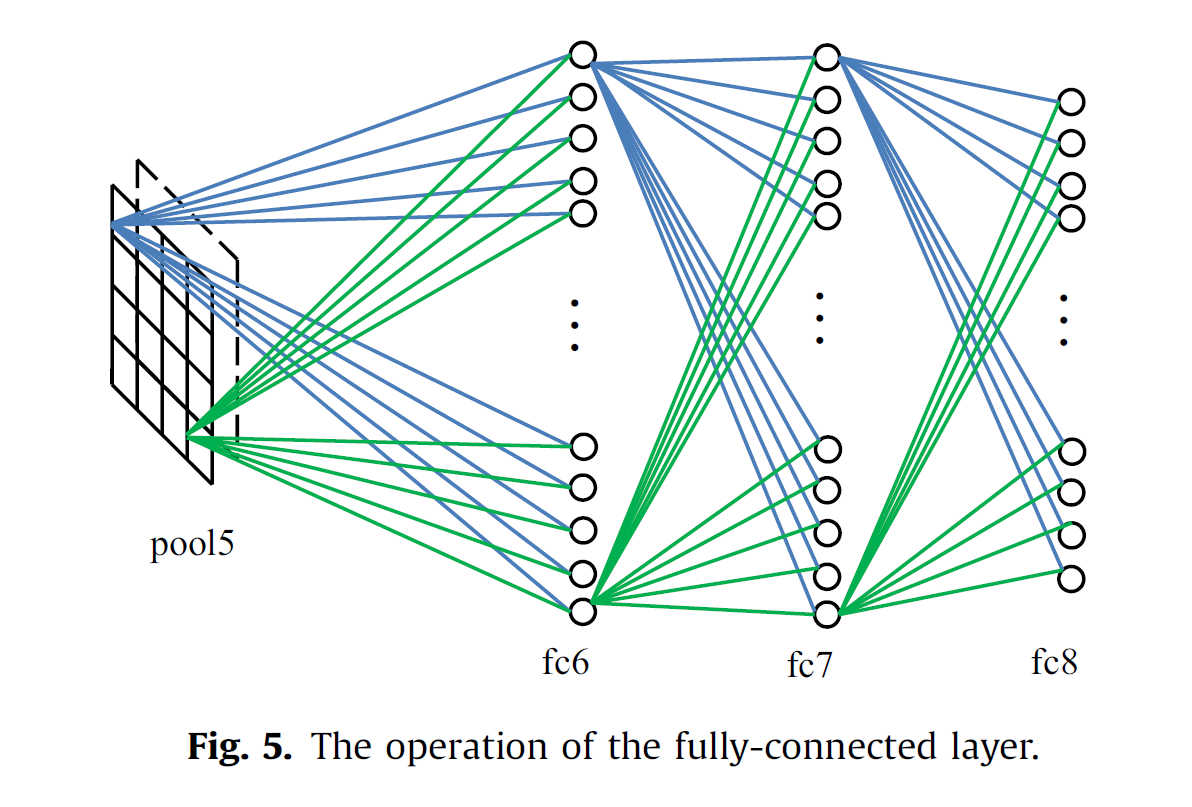 pool5
fc6
fc7
fc8
Fig. 5. The operation of the fully-connected layer.